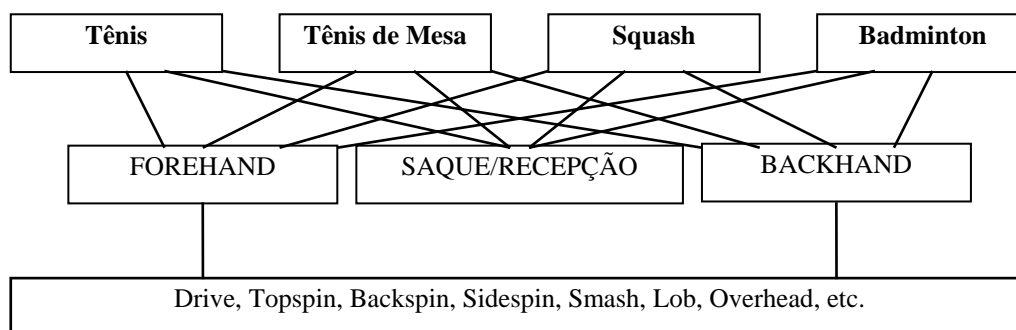 Tênis
Tênis de Mesa
Squash
Badminton
FOREHAND
SAQUE/RECEPÇÃO
BACKHAND
Drive, Topspin, Backspin, Sidespin, Smash, Lob, Overhead, etc.